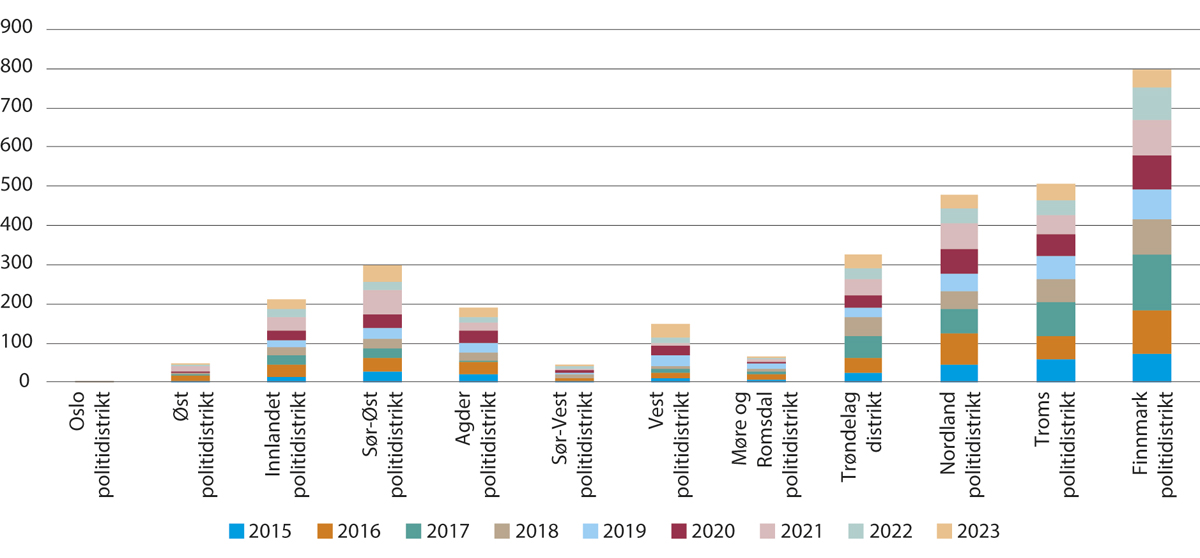 900
800
700
600
500
400
300
200
100
0
Oslo
politidistrikt
Øst
politidistrikt
Innlandet
politidistrikt
Sør-Øst
politidistrikt
Agder
politidistrikt
Sør-Vest
politidistrikt
Vest
politidistrikt
Møre og
Romsdal
politidistrikt
Trøndelag
distrikt
Nordland
politidistrikt
Troms
politidistrikt
Finnmark
politidistrikt
2015 2016 2017 2018 2019 2020 2021 2022 2023